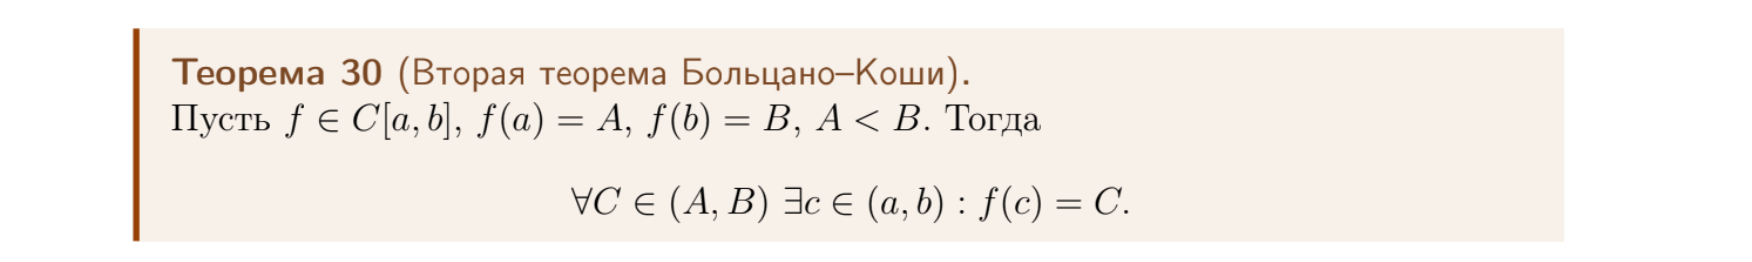 Теорема 30 (Вторая теорема Больцано–Коши).
Пусть f ∈ C[a, b], f(a) = A, f(b) = B, A < B. Тогда
∀C ∈ (A, B) ∃c ∈ (a, b) : f(c) = C.